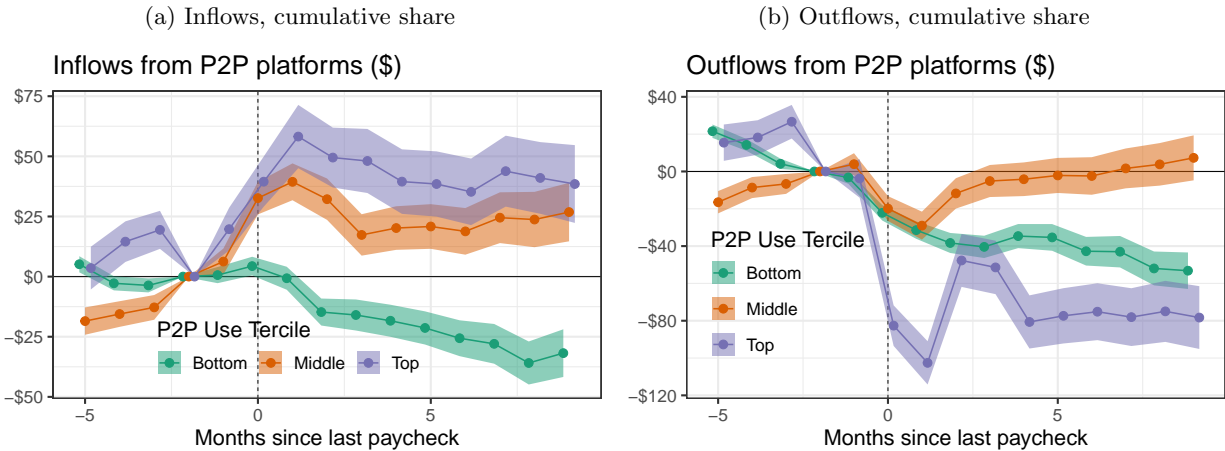 (a) Inflows, cumulative share
Inflows from P2P platforms ($)
$75
$50
$25
$0
−$25
−$50
P2P Use Tercile
Bottom Middle Top
−5 0 5
Months since last paycheck
(b) Outflows, cumulative share
Outflows from P2P platforms ($)
$40
$0
−$40
−$80
−$120
P2P Use Tercile
Bottom
Middle
Top
−5 0 5
Months since last paycheck